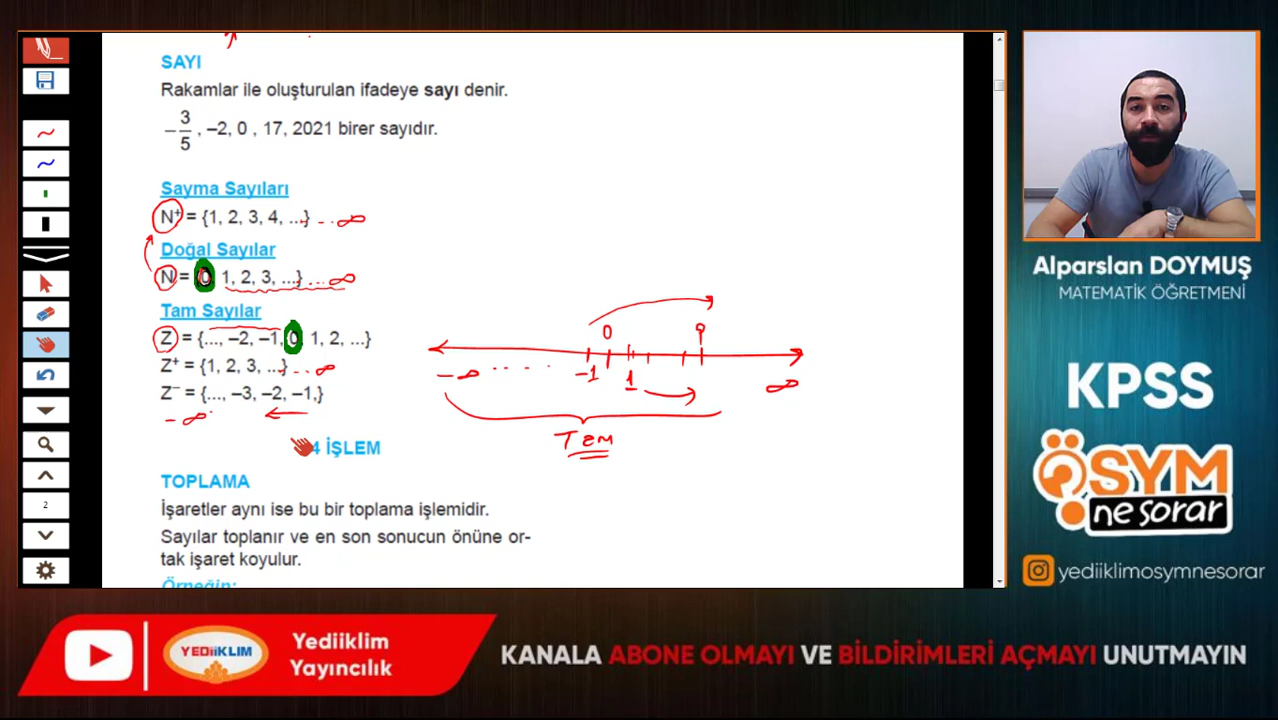 SAYI
Rakamlar ile oluşturulan ifadeye sayı denir.
−3/5 , –2, 0 , 17, 2021 birer sayıdır.
Sayma Sayıları
N⁺ = {1, 2, 3, 4, ...} ... ∞
Doğal Sayılar
N = {0, 1, 2, 3, ...} ... ∞
Tam Sayılar
Z = {..., –2, –1, 0, 1, 2, ...}
Z⁺ = {1, 2, 3, ...} ... ∞
Z⁻ = {..., –3, –2, –1,}
-∞
0 9
-∞ ..... -1 1 ∞
TAM
4 İŞLEM
TOPLAMA
İşaretler aynı ise bu bir toplama işlemidir.
Sayılar toplanır ve en son sonucun önüne or-
tak işaret koyulur.
Örneğin:
2
Alparslan DOYMUŞ
MATEMATİK ÖĞRETMENİ
KPSS
ÖSYM
ne sorar
yediiklimosymnesorar
YEDiiKLIM
Yediiklim
Yayıncılık
KANALA ABONE OLMAYI VE BİLDİRİMLERİ AÇMAYI UNUTMAYIN